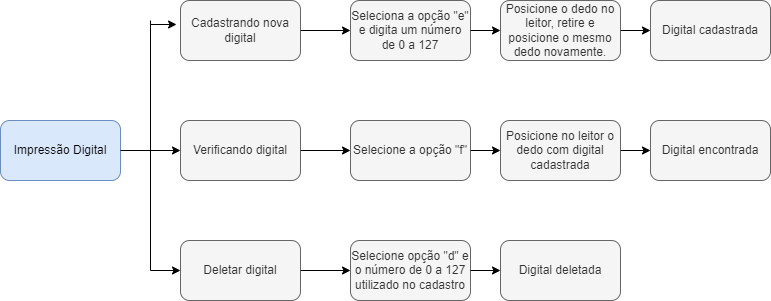 Cadastrando nova
digital
Seleciona a opção "e"
e digita um número
de 0 a 127
Posicione o dedo no
leitor, retire e
posicione o mesmo
dedo novamente.
Digital cadastrada
Impressão Digital
Verificando digital
Selecione a opção "f"
Posicione no leitor o
dedo com digital
cadastrada
Digital encontrada
Deletar digital
Selecione opção "d" e
o número de 0 a 127
utilizado no cadastro
Digital deletada